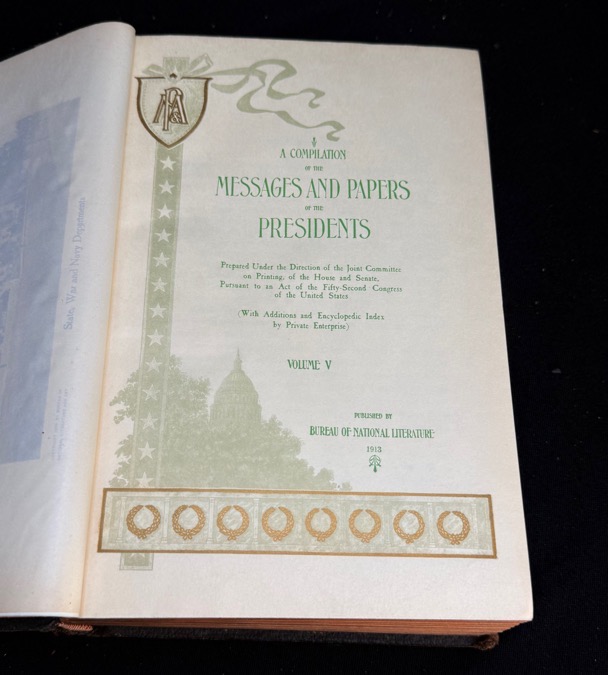 State, War and Navy Departments
A COMPILATION
OF THE
MESSAGES AND PAPERS
OF THE
PRESIDENTS
Prepared Under the Direction of the Joint Committee
on Printing, of the House and Senate,
Pursuant to an Act of the Fifty-Second Congress
of the United States
(With Additions and Encyclopedic Index
by Private Enterprise)
VOLUME V
PUBLISHED BY
BUREAU OF NATIONAL LITERATURE
1913